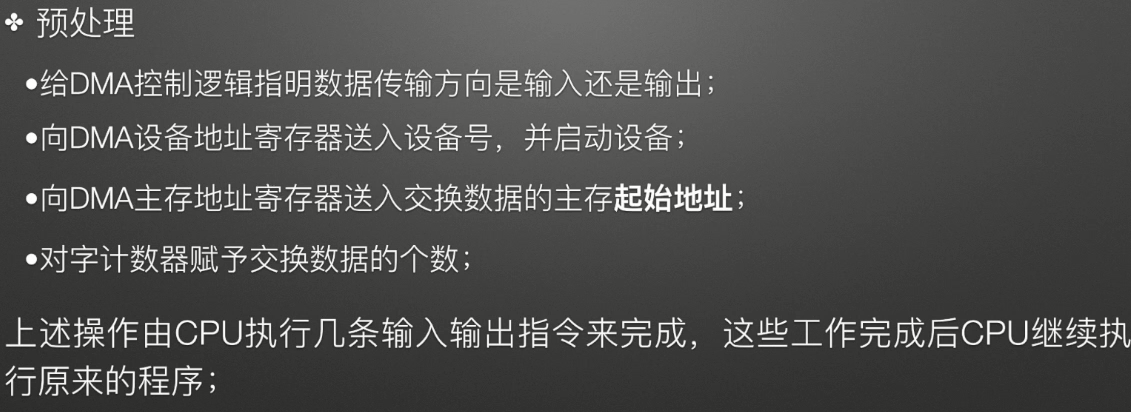 ✤ 预处理
•给DMA控制逻辑指明数据传输方向是输入还是输出；
•向DMA设备地址寄存器送入设备号，并启动设备；
•向DMA主存地址寄存器送入交换数据的主存起始地址；
•对字计数器赋予交换数据的个数；
上述操作由CPU执行几条输入输出指令来完成，这些工作完成后CPU继续执
行原来的程序；